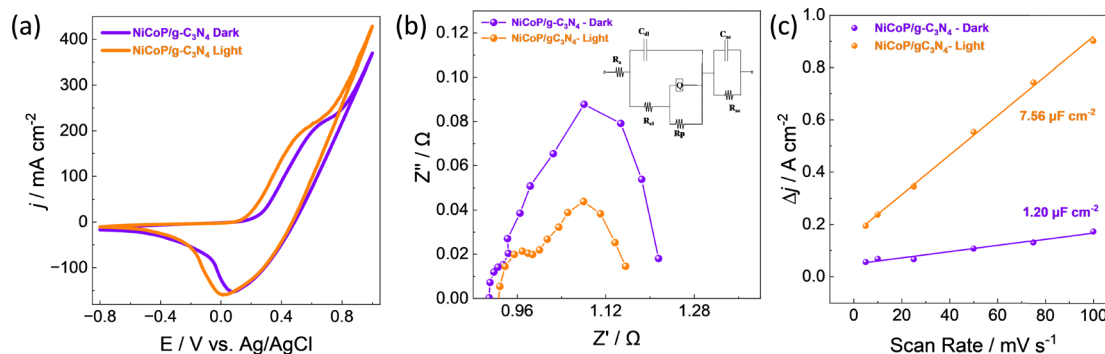 (a)
NiCoP/g-C₃N₄ Dark
NiCoP/g-C₃N₄ Light
400
300
200
100
0
−100
j / mA cm⁻²
−0.8
−0.4
0.0
0.4
0.8
E / V vs. Ag/AgCl
(b)
NiCoP/g-C₃N₄ - Dark
NiCoP/gC₃N₄- Light
0.12
0.10
0.08
0.06
0.04
0.02
0.00
Z'' / Ω
0.96
1.12
1.28
Z' / Ω
Rs
Cdl
Q
Rct
Rp
Csc
Rsc
(c)
NiCoP/g-C₃N₄ - Dark
NiCoP/gC₃N₄- Light
1.0
0.8
0.6
0.4
0.2
0.0
Δj / A cm⁻²
7.56 µF cm⁻²
1.20 µF cm⁻²
0
20
40
60
80
100
Scan Rate / mV s⁻¹